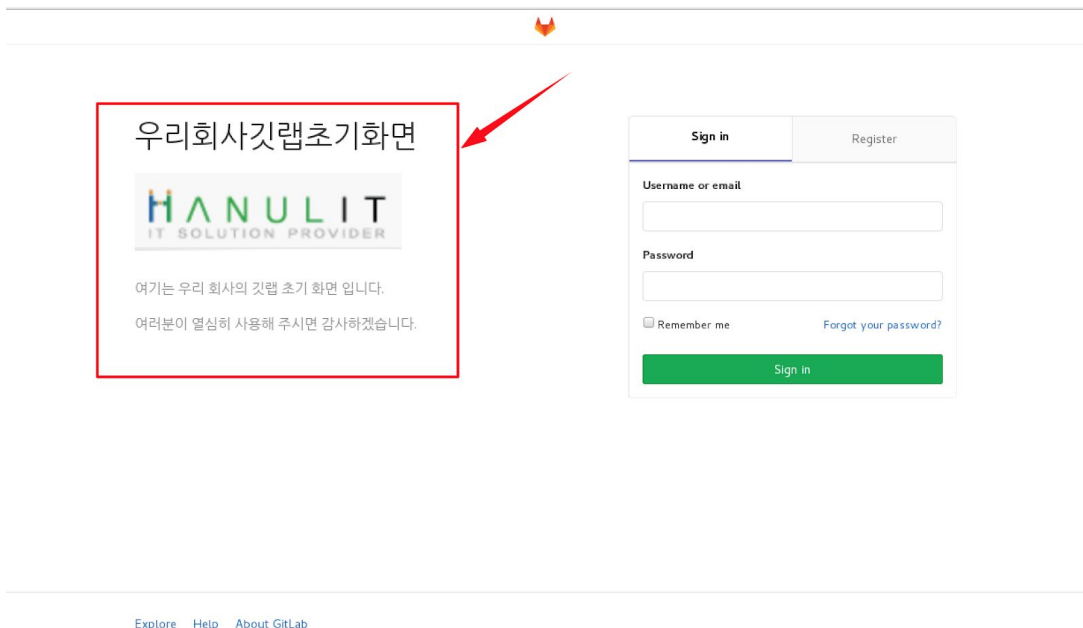 우리회사깃랩초기화면
HANULIT
IT SOLUTION PROVIDER
여기는 우리 회사의 깃랩 초기 화면 입니다.
여러분이 열심히 사용해 주시면 감사하겠습니다.
Sign in
Register
Username or email
Password
Remember me
Forgot your password?
Sign in
Explore Help About GitLab